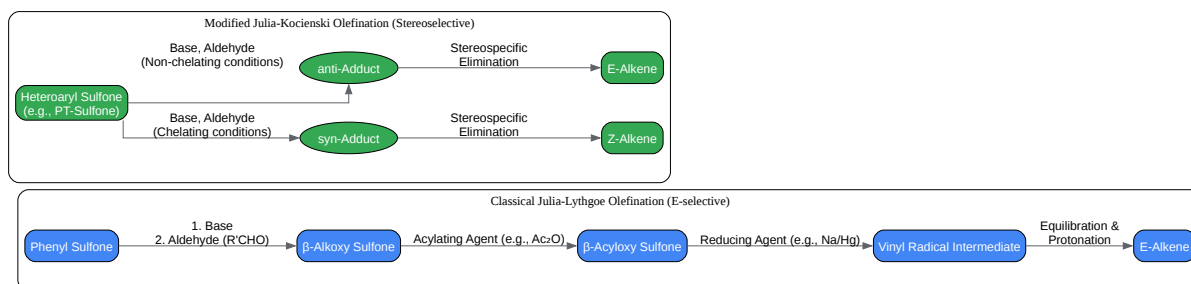 Modified Julia-Kocienski Olefination (Stereoselective)
Base, Aldehyde
(Non-chelating conditions)
anti-Adduct
Stereospecific
Elimination
E-Alkene
Heteroaryl Sulfone
(e.g., PT-Sulfone)
Base, Aldehyde
(Chelating conditions)
syn-Adduct
Stereospecific
Elimination
Z-Alkene
Classical Julia-Lythgoe Olefination (E-selective)
Phenyl Sulfone
1. Base
2. Aldehyde (R'CHO)
β-Alkoxy Sulfone
Acylating Agent (e.g., Ac₂O)
β-Acyloxy Sulfone
Reducing Agent (e.g., Na/Hg)
Vinyl Radical Intermediate
Equilibration &
Protonation
E-Alkene